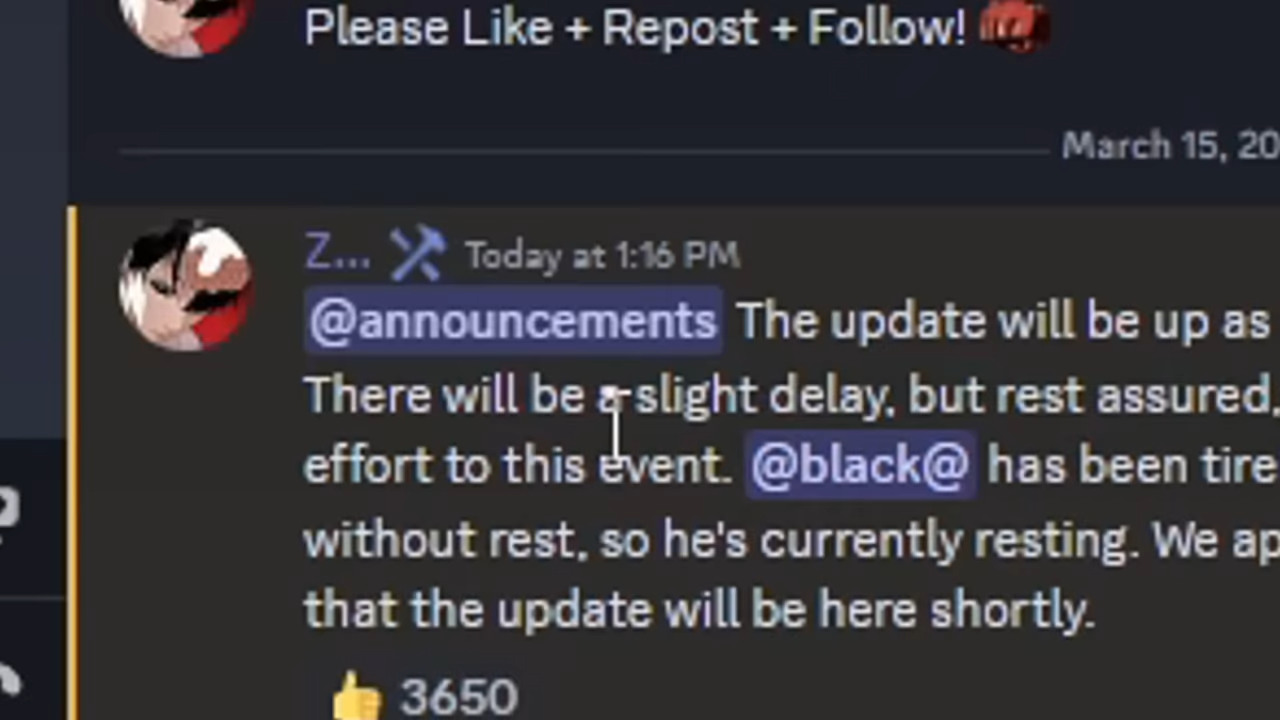 Please Like + Repost + Follow!
March 15, 20
Z... Today at 1:16 PM
@announcements The update will be up as
There will be a slight delay, but rest assured,
effort to this event. @black@ has been tire
without rest, so he's currently resting. We ap
that the update will be here shortly.
👍 3650